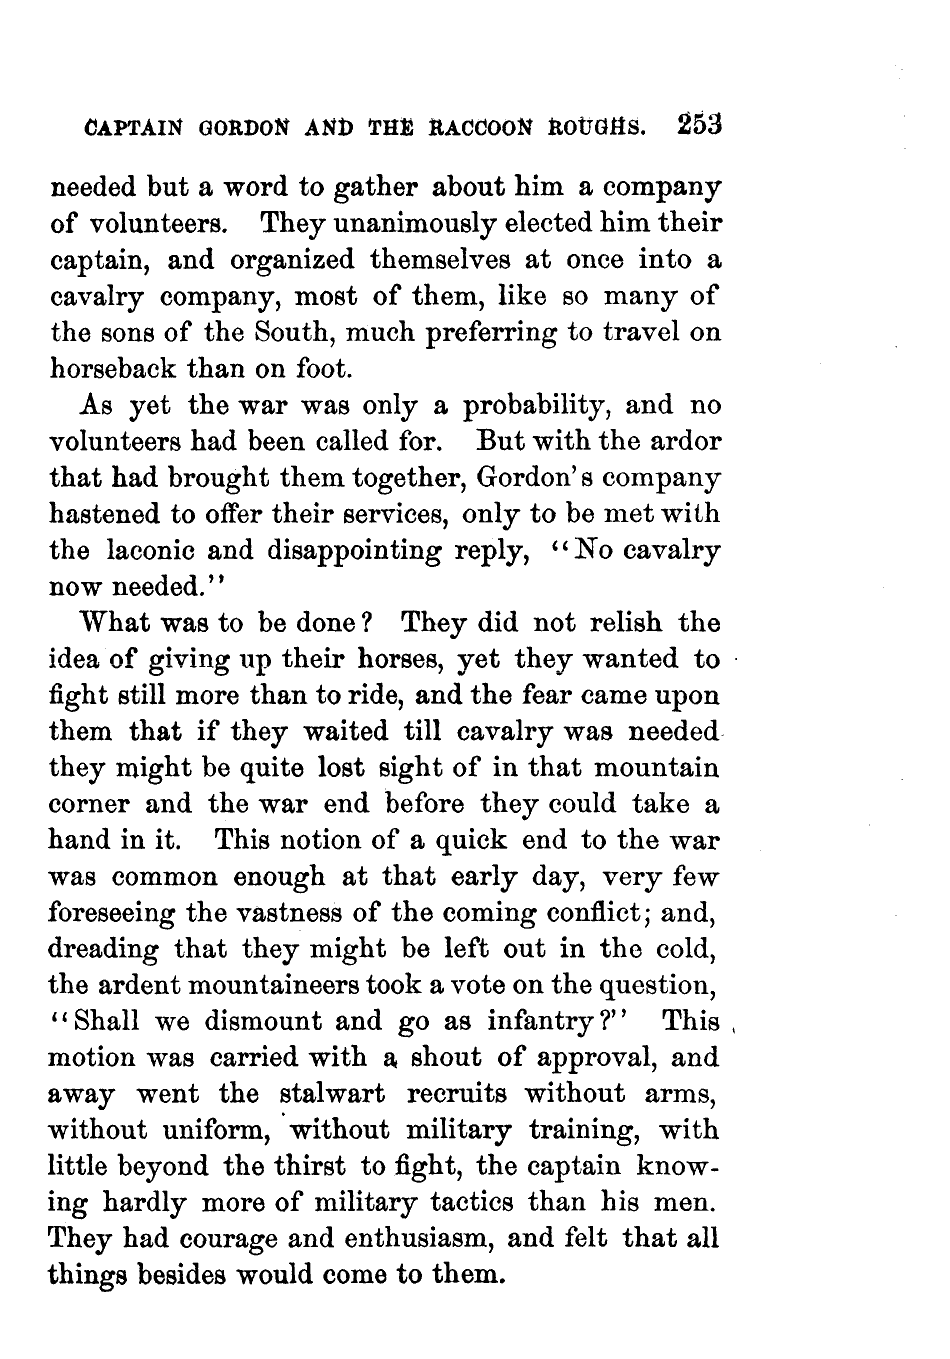 CAPTAIN GORDON AND THE RACCOON ROUGHS. 253
needed but a word to gather about him a company
of volunteers. They unanimously elected him their
captain, and organized themselves at once into a
cavalry company, most of them, like so many of
the sons of the South, much preferring to travel on
horseback than on foot.
As yet the war was only a probability, and no
volunteers had been called for. But with the ardor
that had brought them together, Gordon's company
hastened to offer their services, only to be met with
the laconic and disappointing reply, "No cavalry
now needed."
What was to be done? They did not relish the
idea of giving up their horses, yet they wanted to
fight still more than to ride, and the fear came upon
them that if they waited till cavalry was needed
they might be quite lost sight of in that mountain
corner and the war end before they could take a
hand in it. This notion of a quick end to the war
was common enough at that early day, very few
foreseeing the vastness of the coming conflict; and,
dreading that they might be left out in the cold,
the ardent mountaineers took a vote on the question,
"Shall we dismount and go as infantry?" This
motion was carried with a shout of approval, and
away went the stalwart recruits without arms,
without uniform, without military training, with
little beyond the thirst to fight, the captain know-
ing hardly more of military tactics than his men.
They had courage and enthusiasm, and felt that all
things besides would come to them.